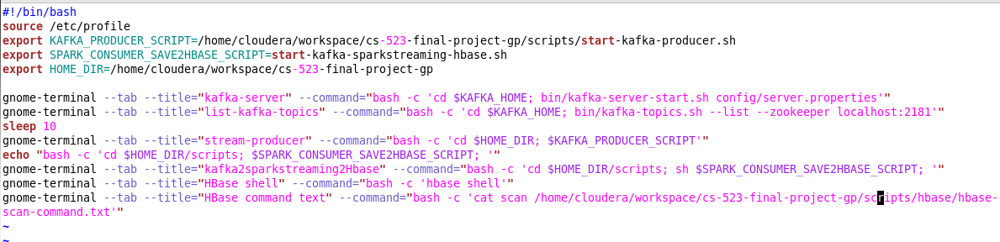 #!/bin/bash
source /etc/profile
export KAFKA_PRODUCER_SCRIPT=/home/cloudera/workspace/cs-523-final-project-gp/scripts/start-kafka-producer.sh
export SPARK_CONSUMER_SAVE2HBASE_SCRIPT=start-kafka-sparkstreaming-hbase.sh
export HOME_DIR=/home/cloudera/workspace/cs-523-final-project-gp
gnome-terminal --tab --title="kafka-server" --command="bash -c 'cd $KAFKA_HOME; bin/kafka-server-start.sh config/server.properties'"
gnome-terminal --tab --title="list-kafka-topics" --command="bash -c 'cd $KAFKA_HOME; bin/kafka-topics.sh --list --zookeeper localhost:2181'"
sleep 10
gnome-terminal --tab --title="stream-producer" --command="bash -c 'cd $HOME_DIR; $KAFKA_PRODUCER_SCRIPT'"
echo "bash -c 'cd $HOME_DIR/scripts; $SPARK_CONSUMER_SAVE2HBASE_SCRIPT; '"
gnome-terminal --tab --title="kafka2sparkstreaming2Hbase" --command="bash -c 'cd $HOME_DIR/scripts; sh $SPARK_CONSUMER_SAVE2HBASE_SCRIPT; '"
gnome-terminal --tab --title="HBase shell" --command="bash -c 'hbase shell'"
gnome-terminal --tab --title="HBase command text" --command="bash -c 'cat scan /home/cloudera/workspace/cs-523-final-project-gp/scripts/hbase/hbase-
scan-command.txt'"
~
~